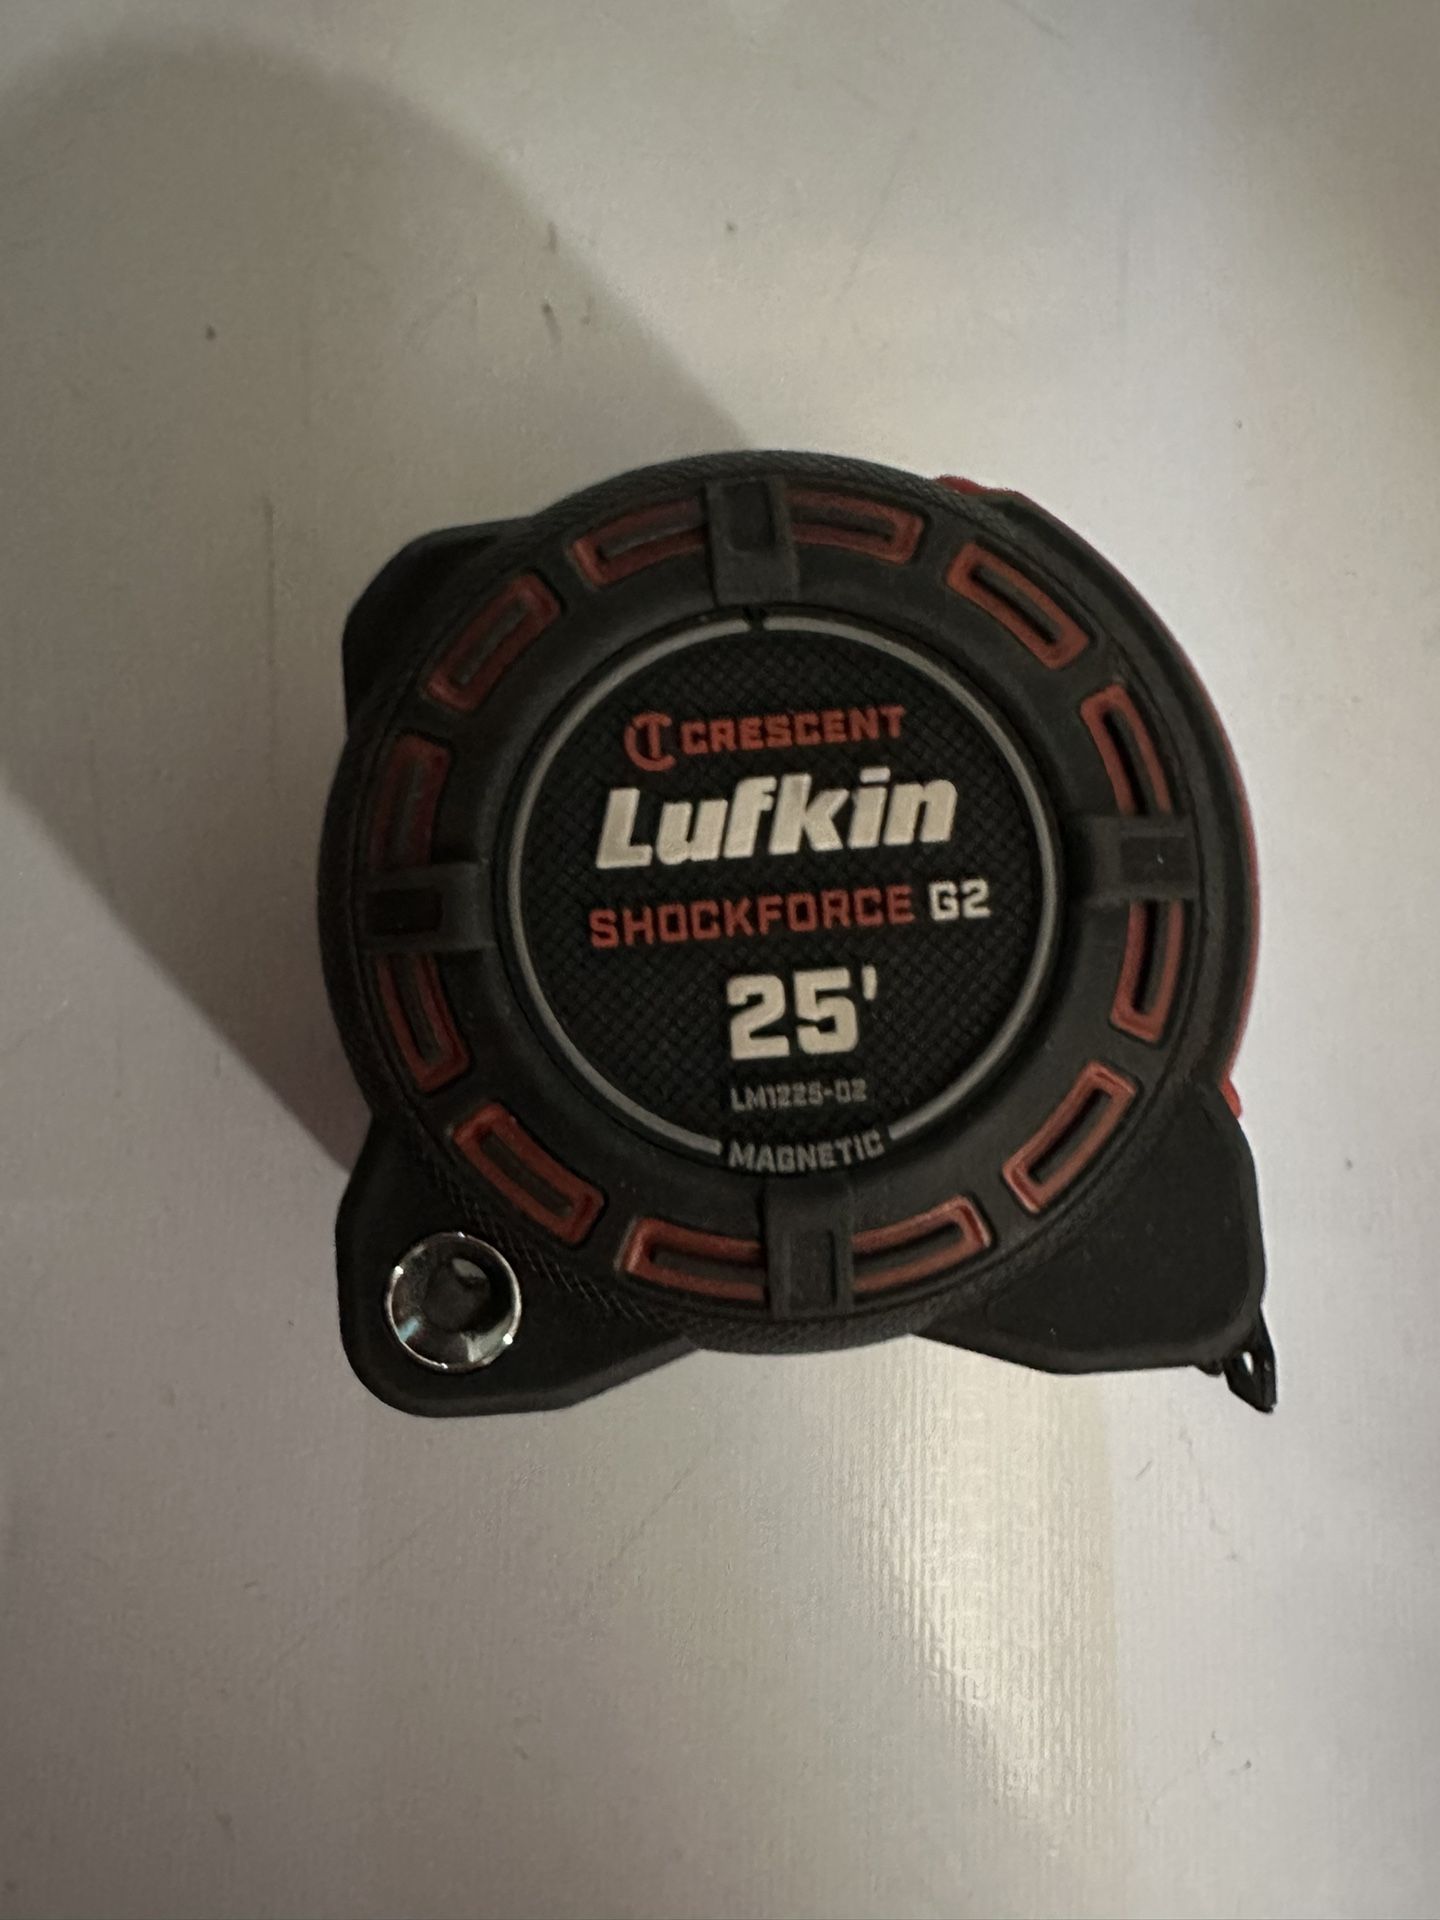 CRESCENT
Lufkin
SHOCKFORCE G2
25'
LM1225-02
MAGNETIC